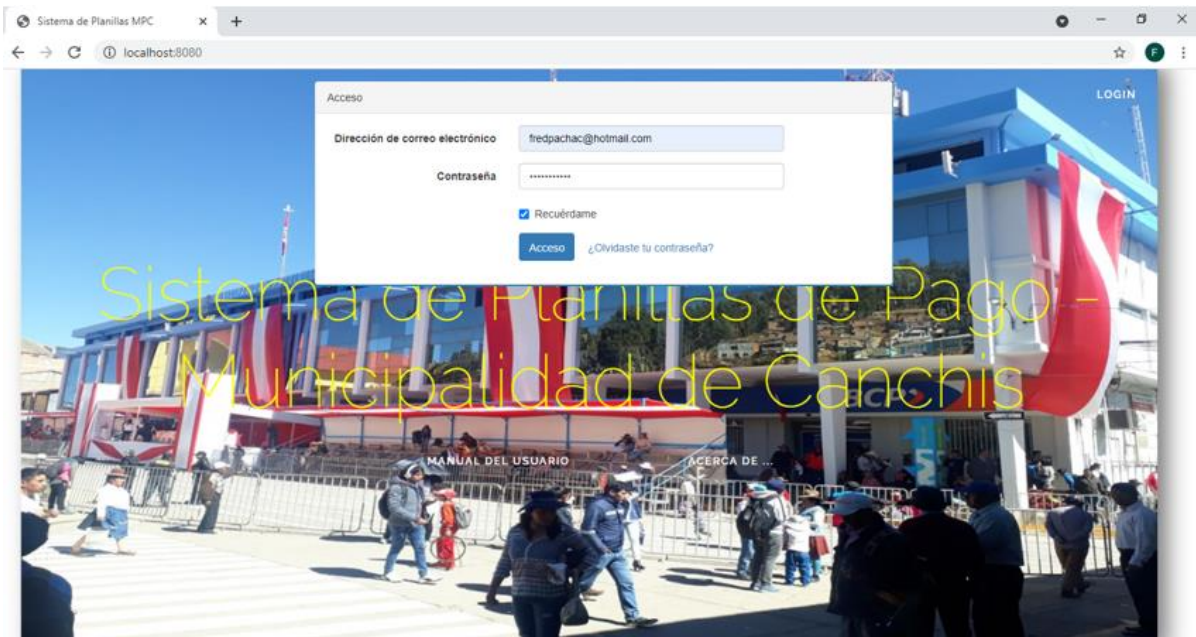 Sistema de Planillas MPC
localhost:8080
F
LOGIN
Acceso
Dirección de correo electrónico
fredpachac@hotmail.com
Contraseña
•••••••••••
Recuérdame
Acceso ¿Olvidaste tu contraseña?
Sistema de Planillas de Pago -
Municipalidad de Canchis
BCP
MANUAL DEL USUARIO
ACERCA DE ...